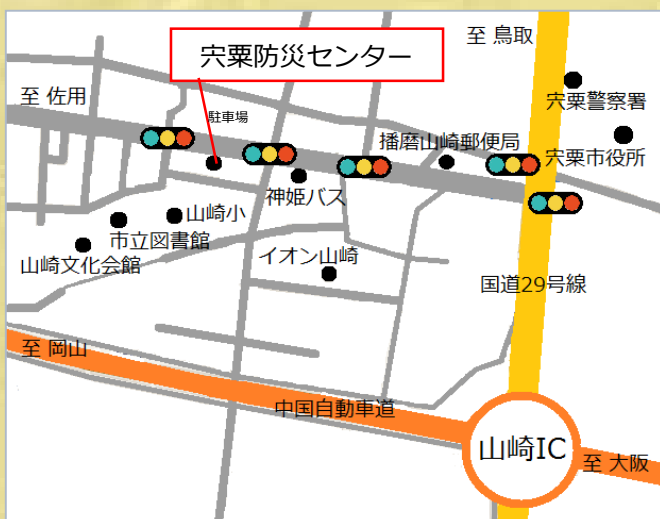 至 鳥取
宍粟防災センター
至 佐用
宍粟警察署
駐車場
播磨山崎郵便局
宍粟市役所
神姫バス
山崎小
市立図書館
山崎文化会館
イオン山崎
国道29号線
至 岡山
中国自動車道
山崎IC
至 大阪